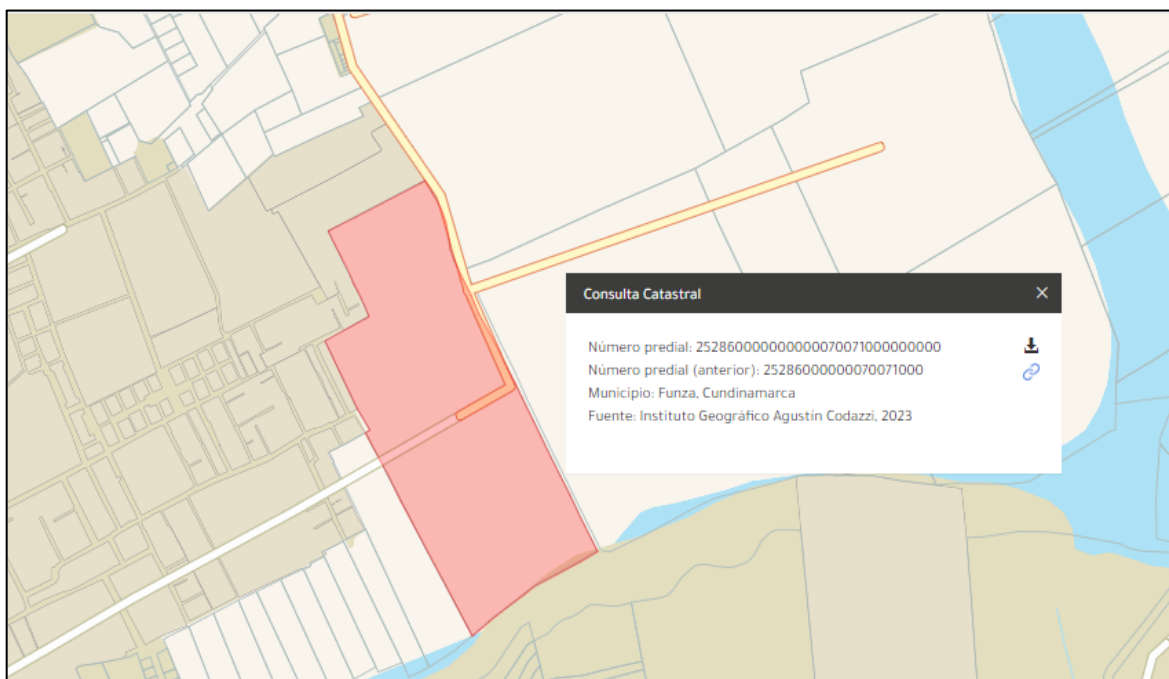 Consulta Catastral
Número predial: 252860000000000070071000000000
Número predial (anterior): 25286000000070071000
Municipio: Funza, Cundinamarca
Fuente: Instituto Geográfico Agustín Codazzi, 2023